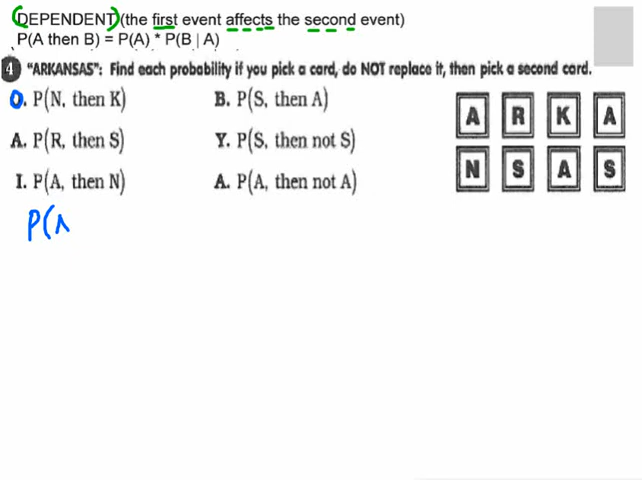 DEPENDENT (the first event affects the second event)
P(A then B) = P(A) * P(B | A)
4 "ARKANSAS": Find each probability if you pick a card, do NOT replace it, then pick a second card.
O. P(N, then K) B. P(S, then A)
A. P(R, then S) Y. P(S, then not S)
I. P(A, then N) A. P(A, then not A)
A R K A
N S A S
P(